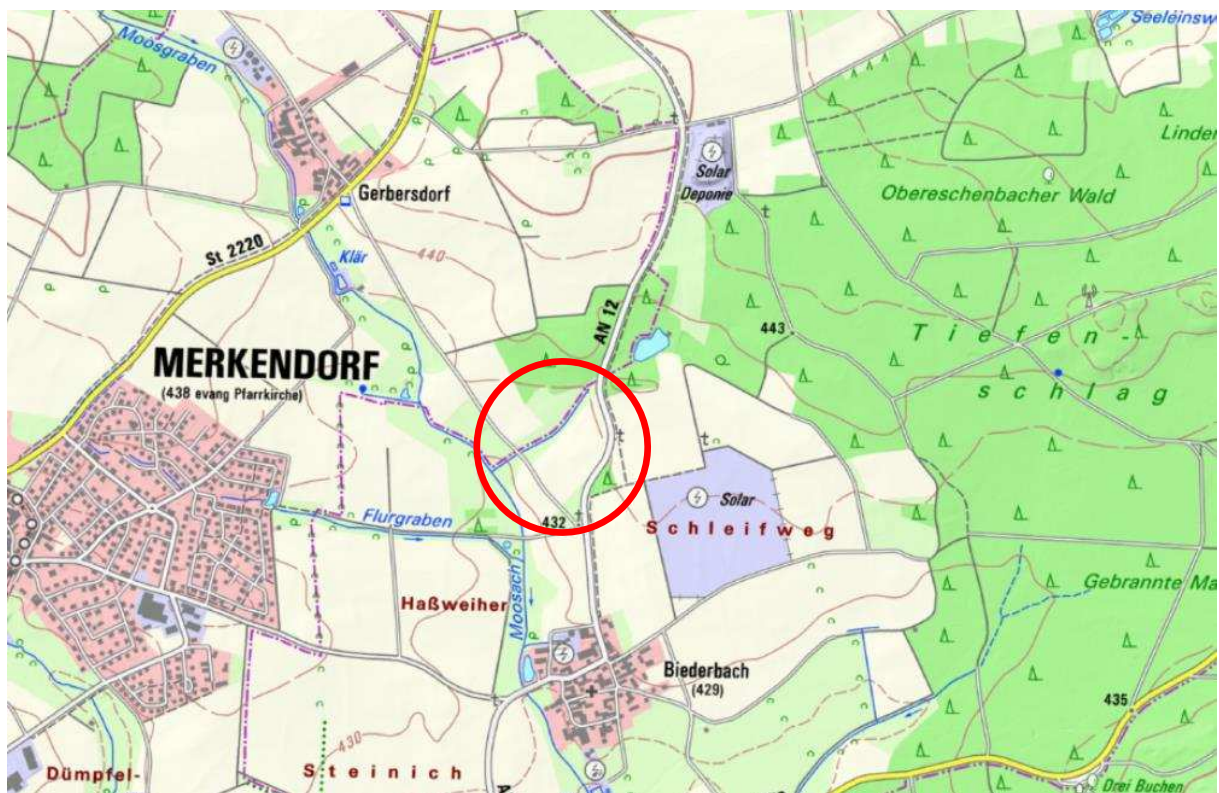 Moosgraben
Seeleinsw
Linden
Solar
Deponie
Obereschenbacher Wald
Gerbersdorf
St 2220
440
Klär
AN 12
443
Tiefen-
schlag
MERKENDORF
(438 evang Pfarrkirche)
Flurgraben
432
Solar
Schleifweg
Gebrannte Ma
Haßweiher
Moosach
Biederbach
(429)
435
430
Steinich
Dümpfel-
A
Drei Buchen